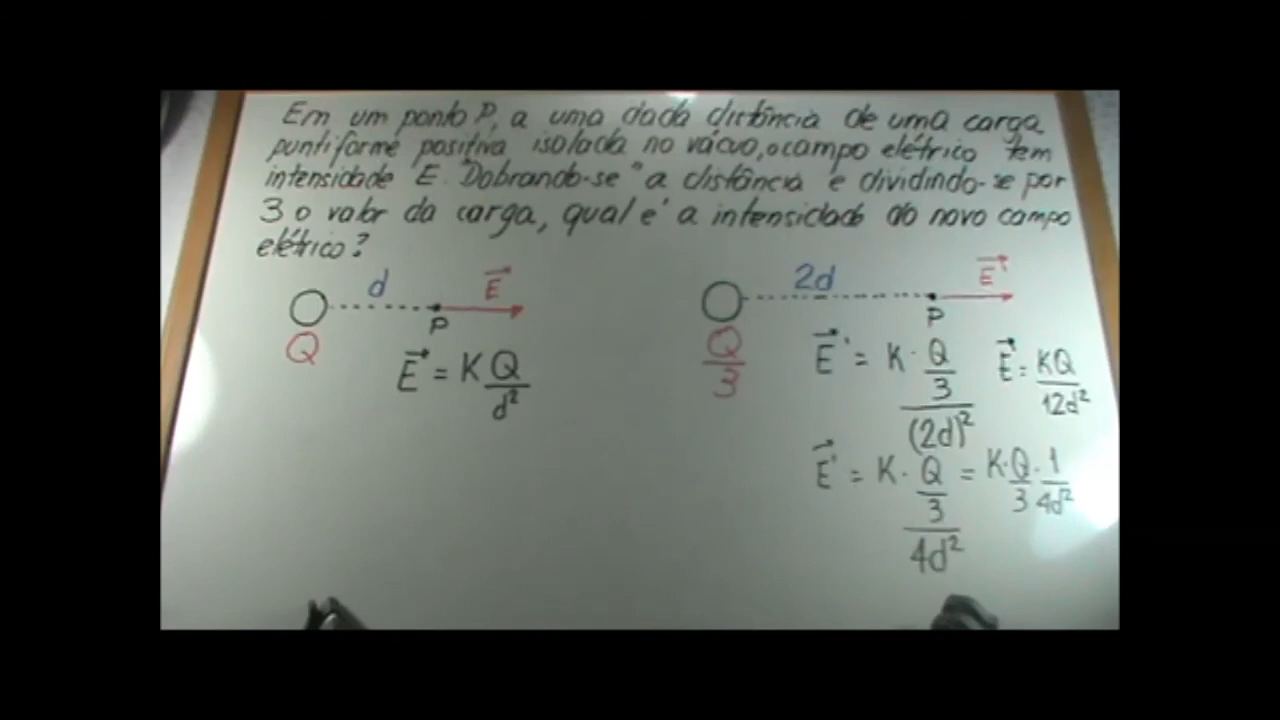 Em um ponto P, a uma dada distância de uma carga
puntiforme positiva isolada no vácuo, o campo elétrico tem
intensidade E. Dobrando-se a distância e dividindo-se por
3 o valor da carga, qual é a intensidade do novo campo
elétrico?
d E⃗
P
Q
E⃗ = K Q/d²
2d E⃗'
P
Q/3
E⃗' = K · (Q/3)/(2d)²
E⃗' = KQ/12d²
E⃗' = K · (Q/3)/4d² = K · Q/3 · 1/4d²